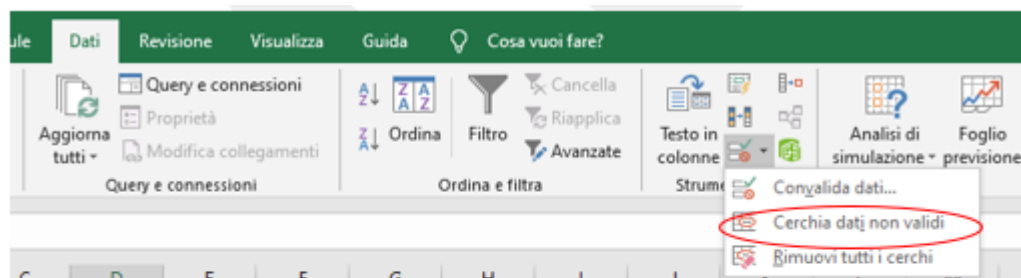 ule Dati Revisione Visualizza Guida Cosa vuoi fare?
Aggiorna tutti
Query e connessioni
Proprietà
Modifica collegamenti
Query e connessioni
A Z
Z A
Z A
A Z
Ordina
Filtro
Cancella
Riapplica
Avanzate
Ordina e filtra
Testo in
colonne
Strume
Analisi di
simulazione
Foglio
previsione
Convalida dati...
Cerchia dati non validi
Rimuovi tutti i cerchi
D E F G H I